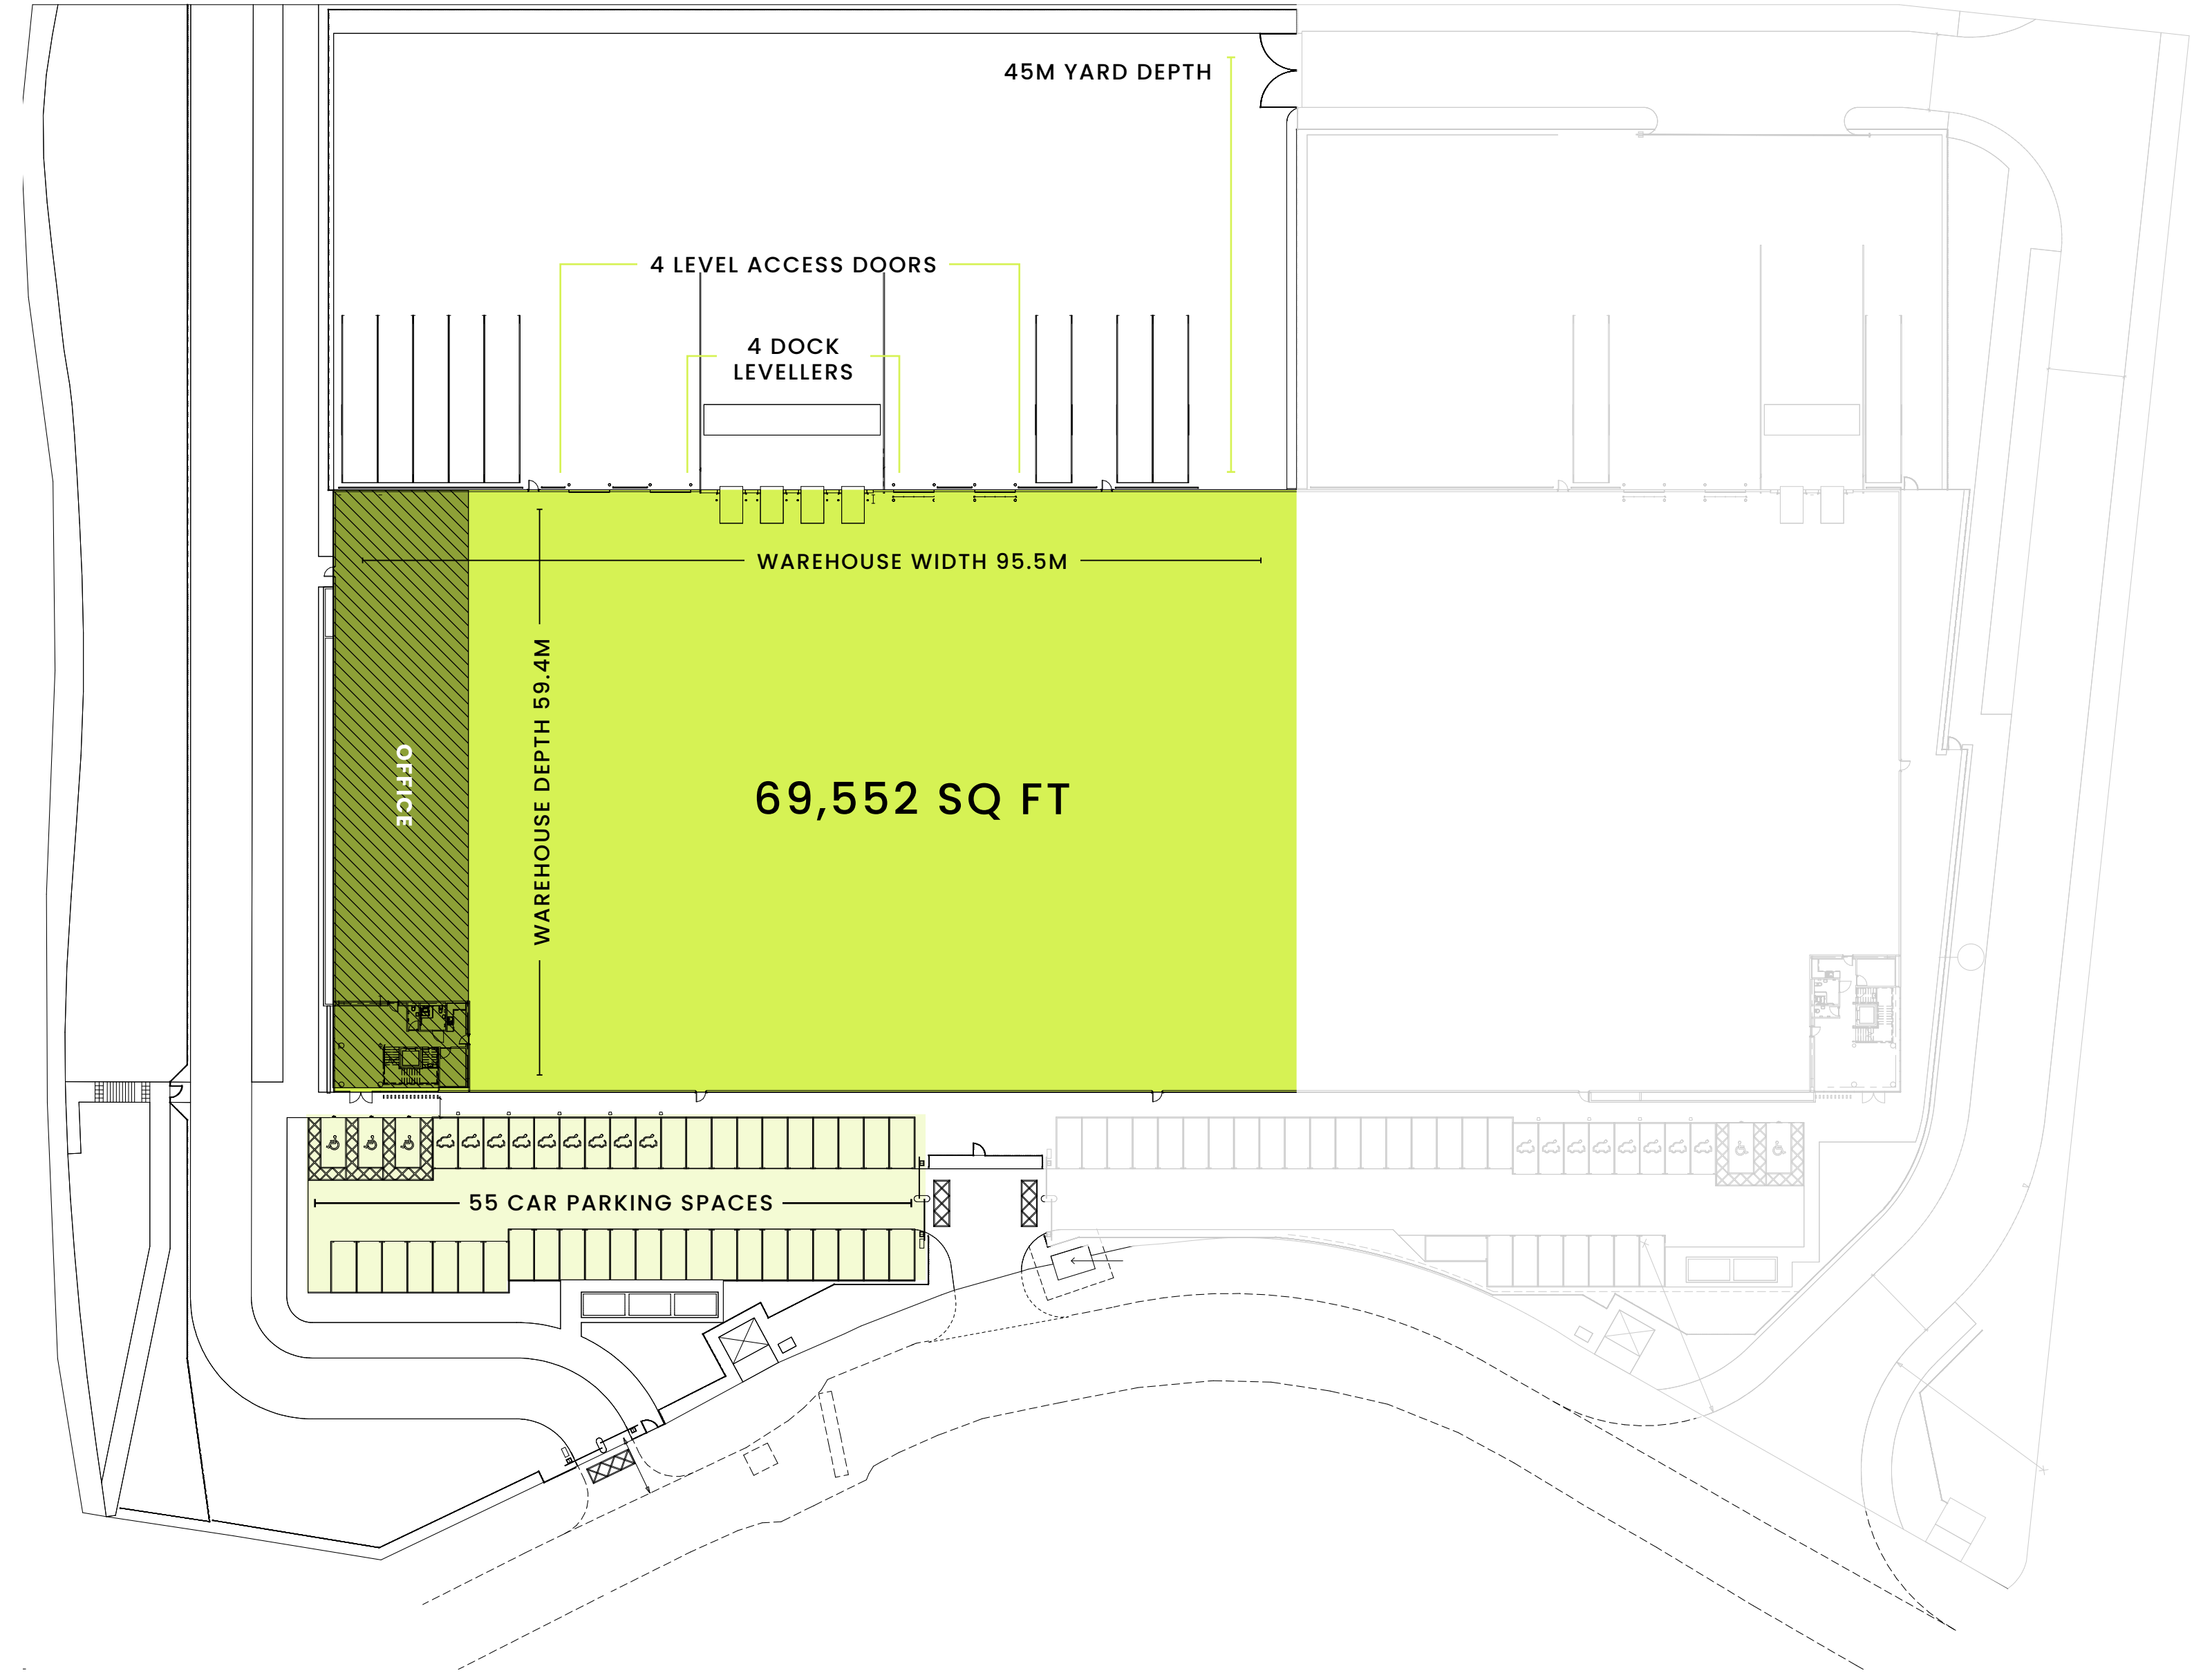 45M YARD DEPTH
4 LEVEL ACCESS DOORS
4 DOCK
LEVELLERS
WAREHOUSE WIDTH 95.5M
WAREHOUSE DEPTH 59.4M
OFFICE
69,552 SQ FT
55 CAR PARKING SPACES